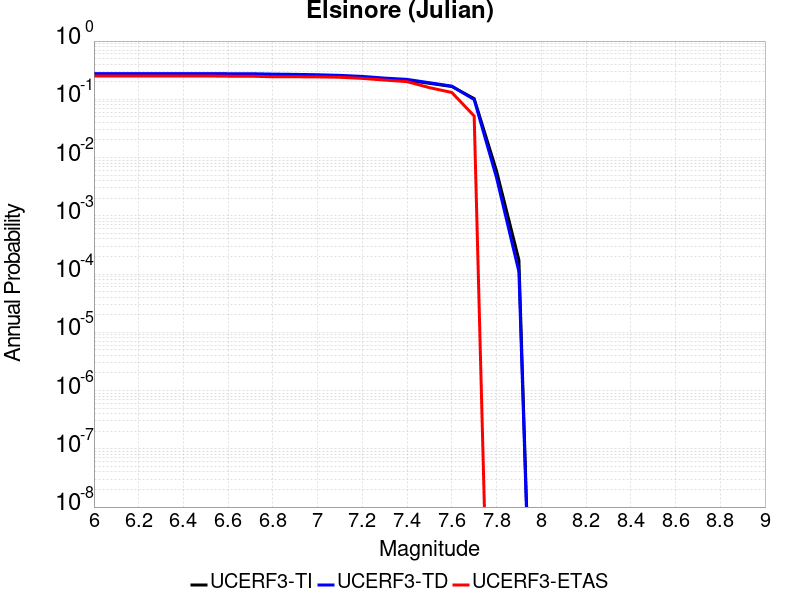 Elsinore (Julian)
Annual Probability
10^0
10^-1
10^-2
10^-3
10^-4
10^-5
10^-6
10^-7
10^-8
6 6.2 6.4 6.6 6.8 7 7.2 7.4 7.6 7.8 8 8.2 8.4 8.6 8.8 9
Magnitude
UCERF3-TI UCERF3-TD UCERF3-ETAS